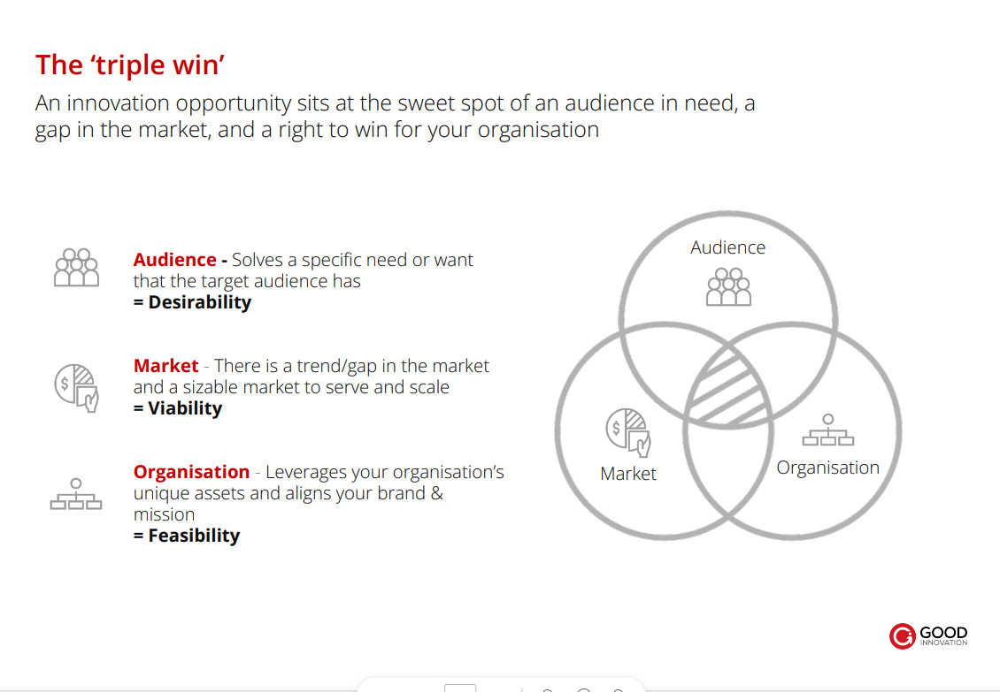 The ‘triple win’
An innovation opportunity sits at the sweet spot of an audience in need, a
gap in the market, and a right to win for your organisation
Audience - Solves a specific need or want
that the target audience has
= Desirability
Market - There is a trend/gap in the market
and a sizable market to serve and scale
= Viability
Organisation - Leverages your organisation’s
unique assets and aligns your brand &
mission
= Feasibility
Audience
$
Market
Organisation
$
GOOD
INNOVATION